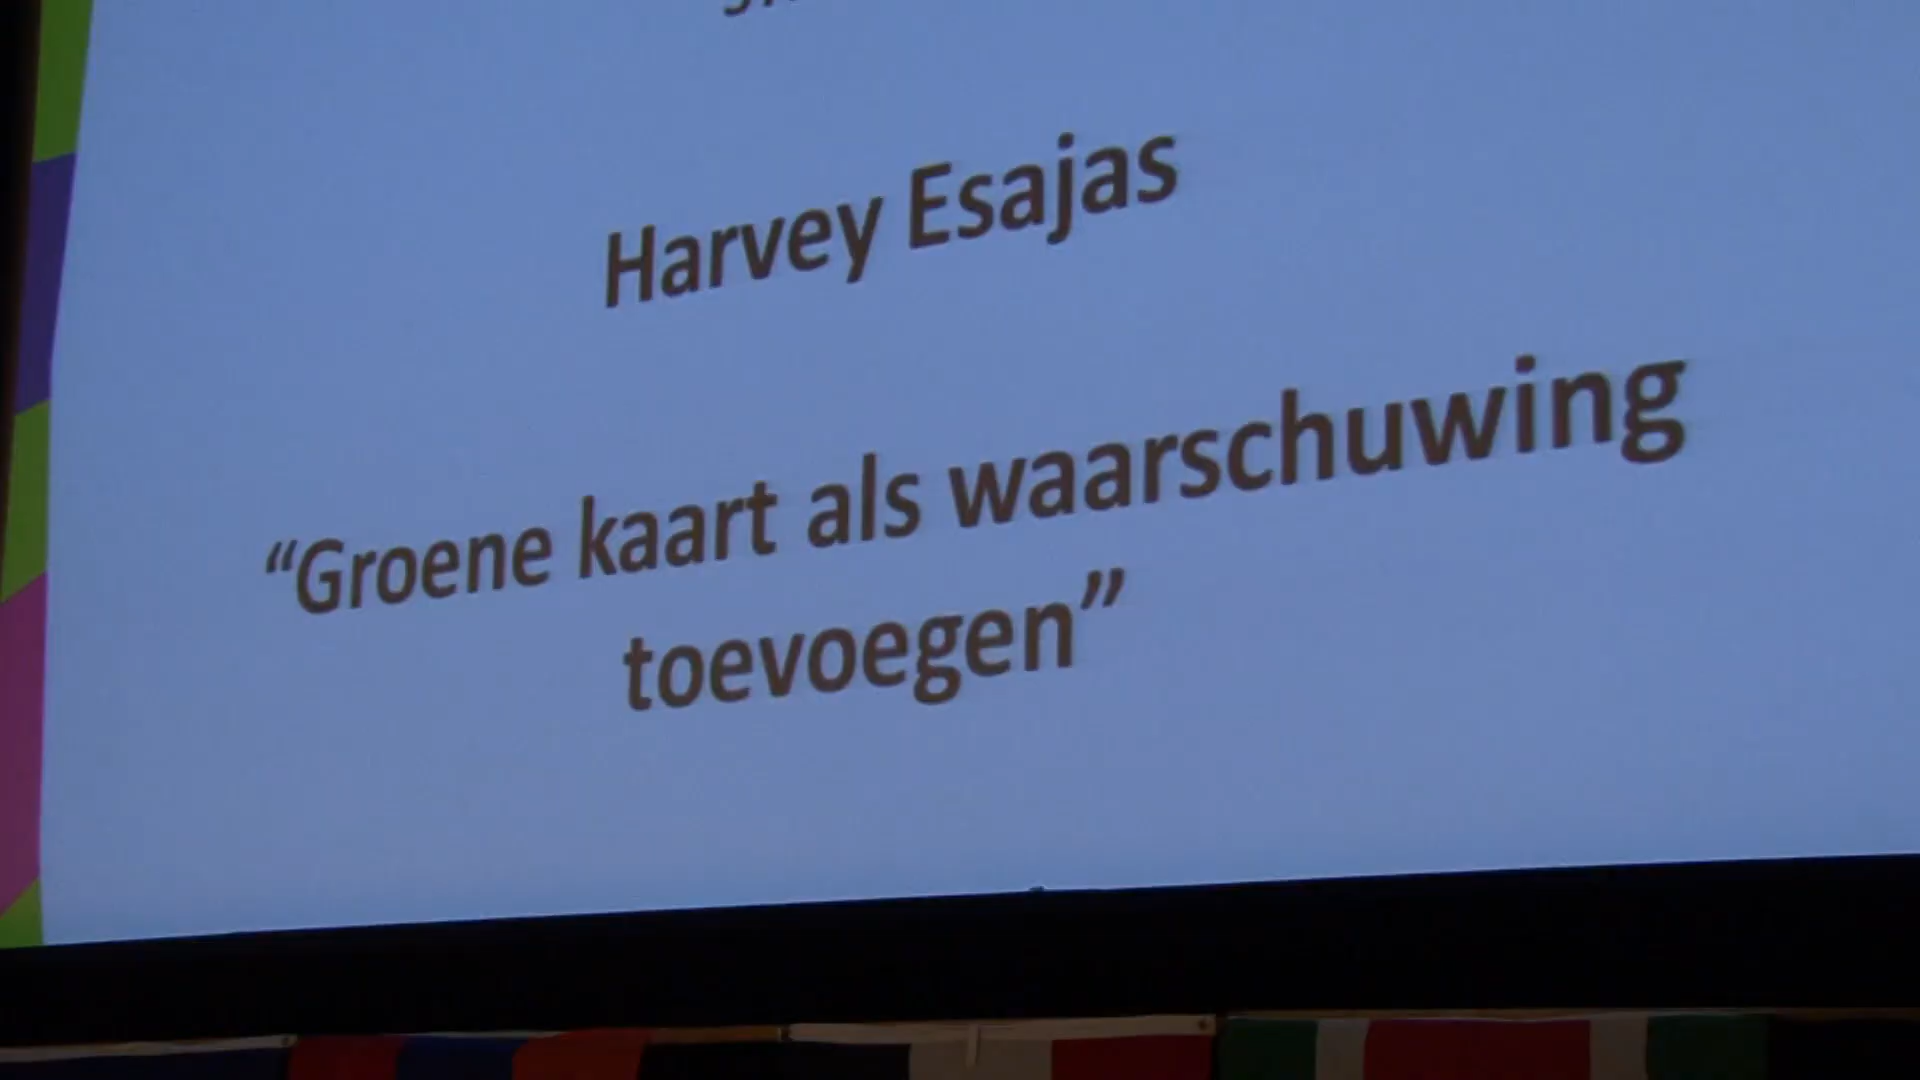 Harvey Esajas
“Groene kaart als waarschuwing
toevoegen”